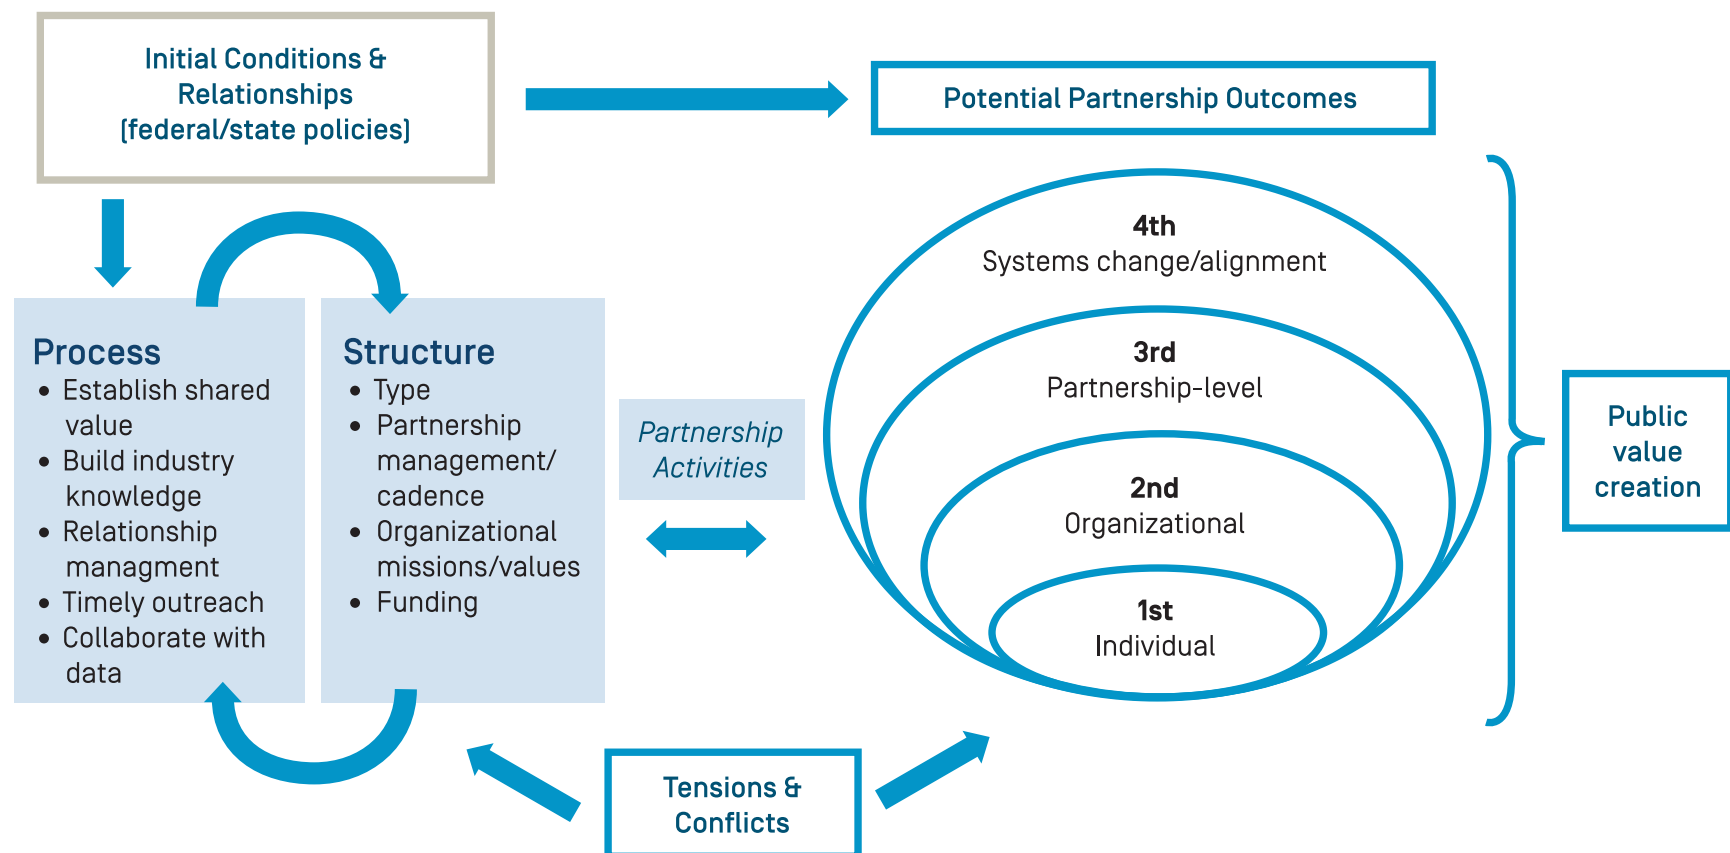 Initial Conditions &
Relationships
(federal/state policies)
Potential Partnership Outcomes
Process
• Establish shared
value
• Build industry
knowledge
• Relationship
managment
• Timely outreach
• Collaborate with
data
Structure
• Type
• Partnership
management/
cadence
• Organizational
missions/values
• Funding
Partnership
Activities
4th
Systems change/alignment
3rd
Partnership-level
2nd
Organizational
1st
Individual
Public
value
creation
Tensions &
Conflicts